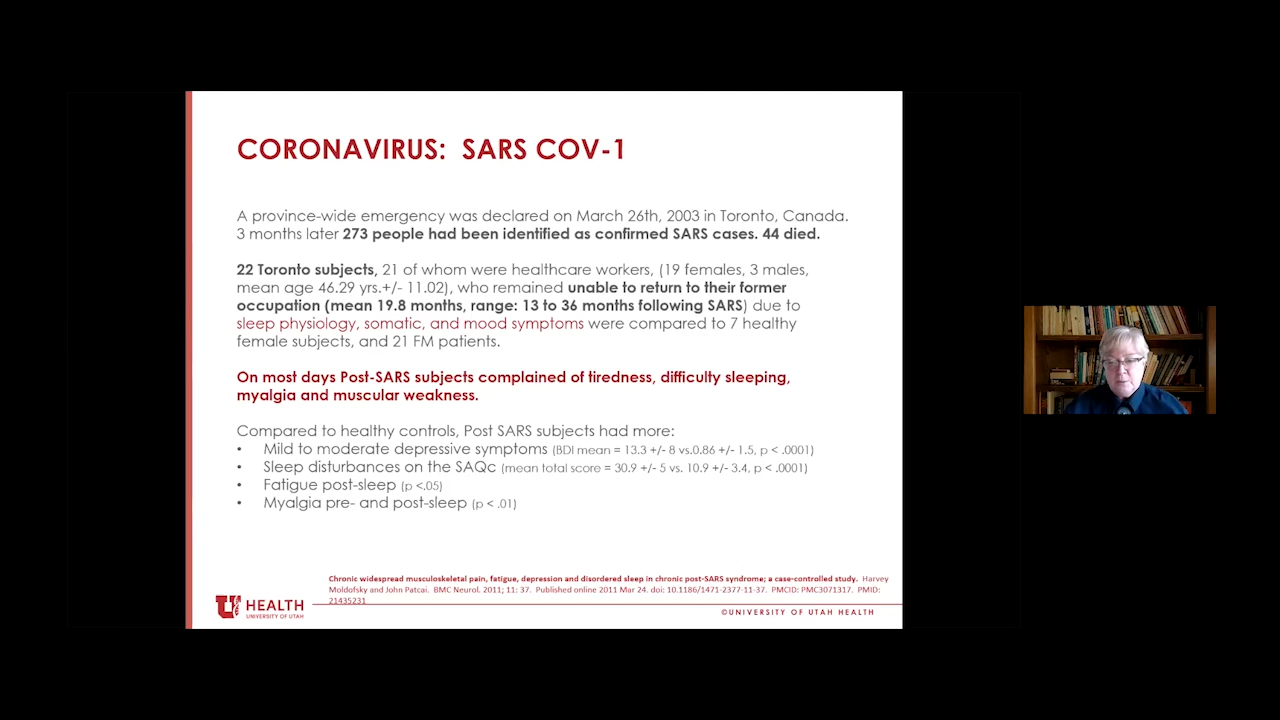 CORONAVIRUS: SARS COV-1
A province-wide emergency was declared on March 26th, 2003 in Toronto, Canada.
3 months later 273 people had been identified as confirmed SARS cases. 44 died.
22 Toronto subjects, 21 of whom were healthcare workers, (19 females, 3 males,
mean age 46.29 yrs.+/- 11.02), who remained unable to return to their former
occupation (mean 19.8 months, range: 13 to 36 months following SARS) due to
sleep physiology, somatic, and mood symptoms were compared to 7 healthy
female subjects, and 21 FM patients.
On most days Post-SARS subjects complained of tiredness, difficulty sleeping,
myalgia and muscular weakness.
Compared to healthy controls, Post SARS subjects had more:
• Mild to moderate depressive symptoms (BDI mean = 13.3 +/- 8 vs.0.86 +/- 1.5, p < .0001)
• Sleep disturbances on the SAQc (mean total score = 30.9 +/- 5 vs. 10.9 +/- 3.4, p < .0001)
• Fatigue post-sleep (p <.05)
• Myalgia pre- and post-sleep (p < .01)
Chronic widespread musculoskeletal pain, fatigue, depression and disordered sleep in chronic post-SARS syndrome; a case-controlled study. Harvey
Moldofsky and John Patcai. BMC Neurol. 2011; 11: 37. Published online 2011 Mar 24. doi: 10.1186/1471-2377-11-37. PMCID: PMC3071317. PMID:
21435231
U HEALTH
UNIVERSITY OF UTAH
©UNIVERSITY OF UTAH HEALTH